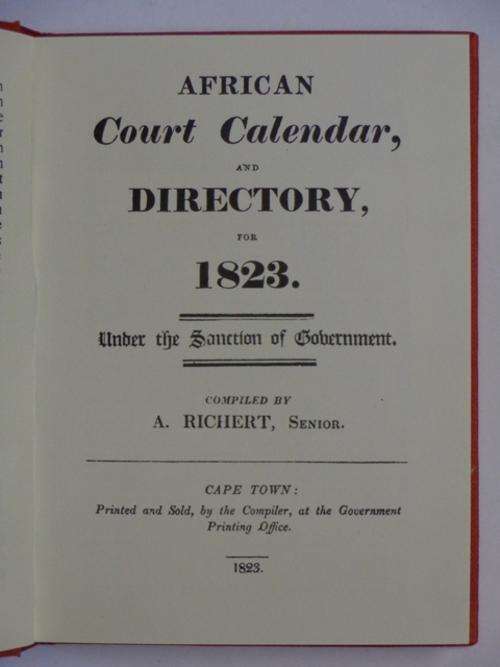 AFRICAN
Court Calendar,
AND
DIRECTORY,
FOR
1823.
Under the Sanction of Government.
COMPILED BY
A. RICHERT, SENIOR.
CAPE TOWN:
Printed and Sold, by the Compiler, at the Government
Printing Office.
1823.